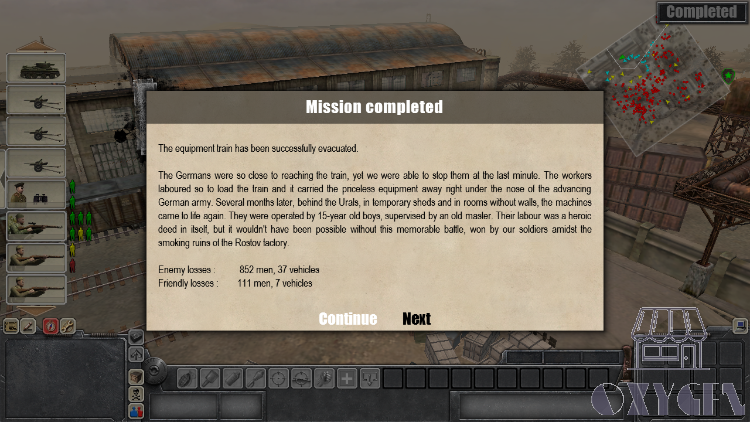 Completed
Mission completed
The equipment train has been successfully evacuated.
The Germans were so close to reaching the train, yet we were able to stop them at the last minute. The workers
laboured so to load the train and it carried the priceless equipment away right under the nose of the advancing
German army. Several months later, behind the Urals, in temporary sheds and in rooms without walls, the machines
came to life again. They were operated by 15-year old boys, supervised by an old master. Their labour was a heroic
deed in itself, but it wouldn't have been possible without this memorable battle, won by our soldiers amidst the
smoking ruins of the Rostov factory.
Enemy losses : 852 men, 37 vehicles
Friendly losses : 111 men, 7 vehicles
Continue Next
OXYGEN